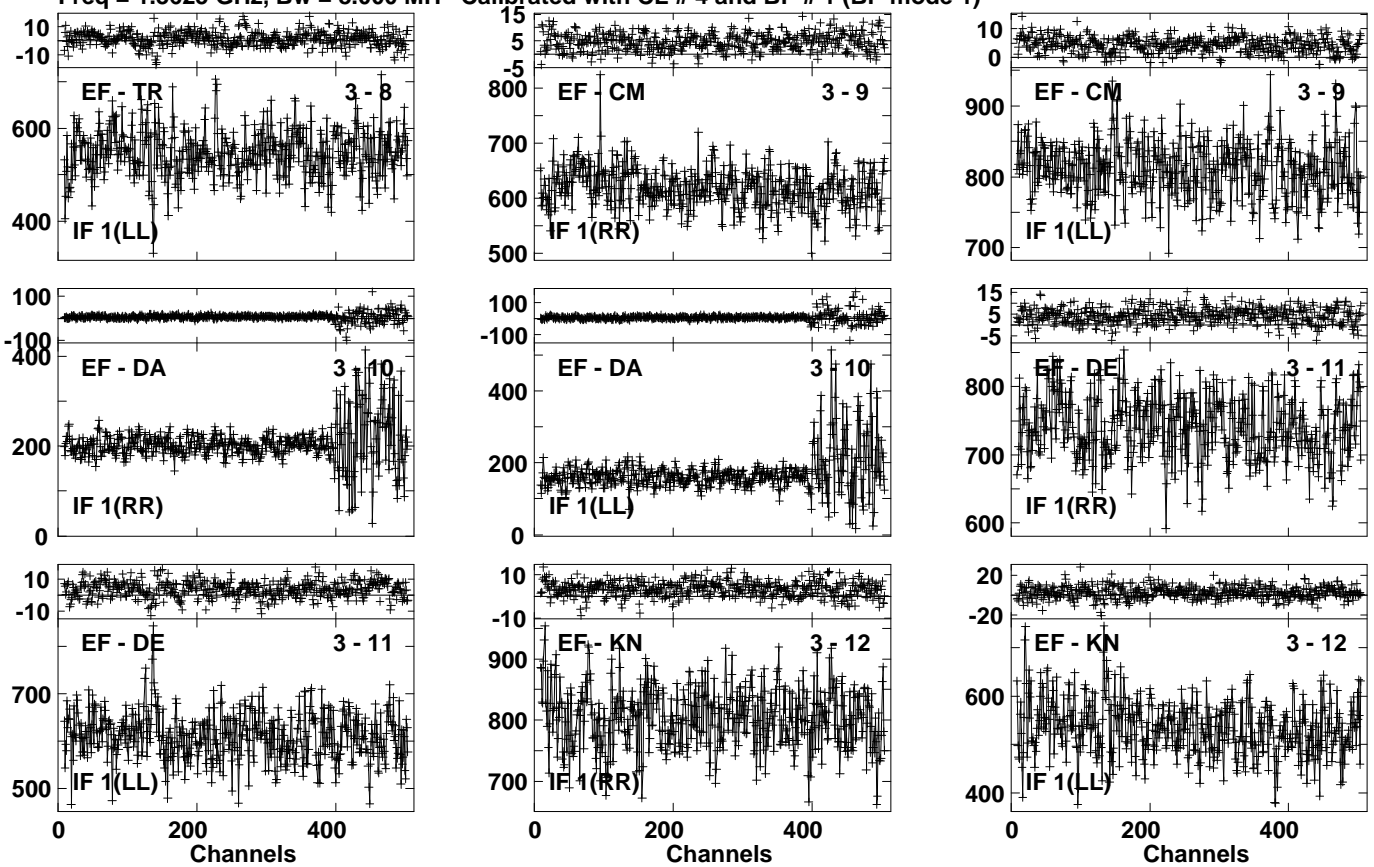 Freq = GHz, Bw = MH Calibrated with CL # 4 and BP # 1 (BP mode 1)
10
-10
EF - TR 3 - 8
600
400
IF 1(LL)
15
5
-5
800
EF - CM 3 - 9
700
600
500
IF 1(RR)
10
0
900
EF - CM 3 - 9
800
700
IF 1(LL)
100
-100
400
EF - DA 3 - 10
200
0
IF 1(RR)
100
-100
EF - DA 3 - 10
400
200
0
IF 1(LL)
15
5
-5
EF - DE 3 - 11
800
700
600
IF 1(RR)
10
-10
EF - DE 3 - 11
700
500
IF 1(LL)
0 200 400
Channels
10
-10
EF - KN 3 - 12
900
800
700
IF 1(RR)
0 200 400
Channels
20
-20
EF - KN 3 - 12
600
400
IF 1(LL)
0 200 400
Channels